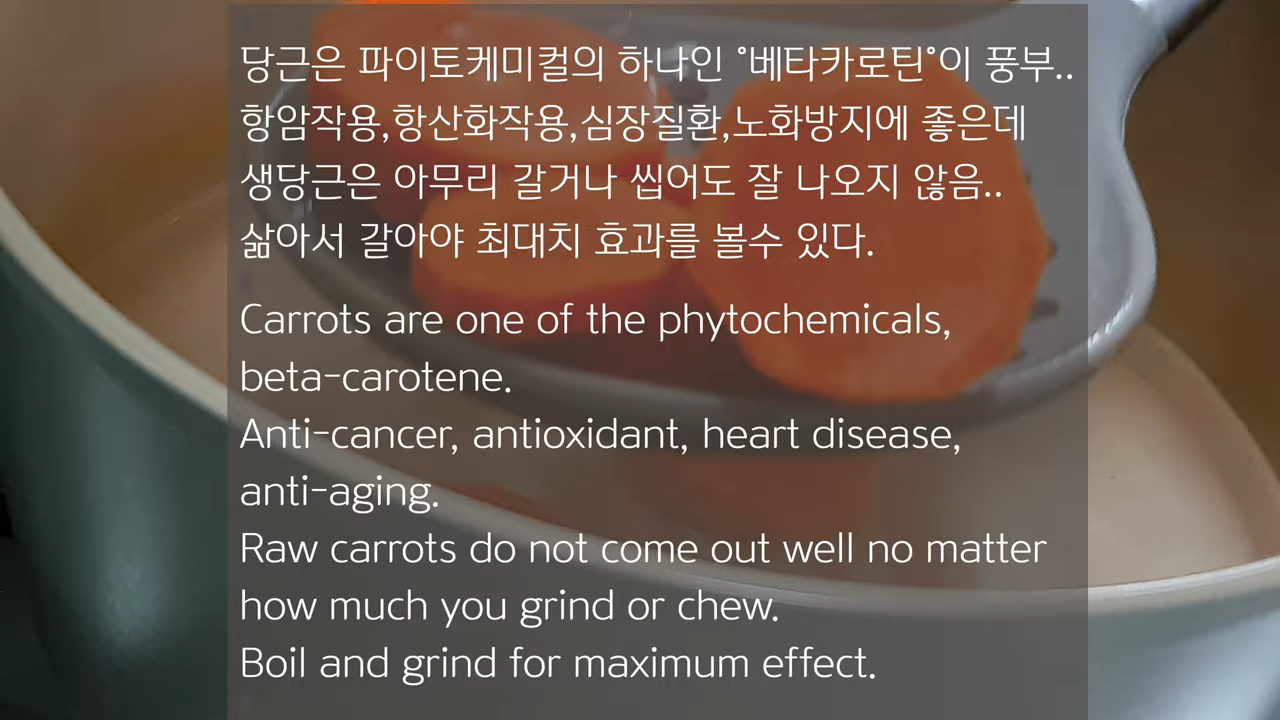 당근은 파이토케미컬의 하나인 °베타카로틴°이 풍부..
항암작용,항산화작용,심장질환,노화방지에 좋은데
생당근은 아무리 갈거나 씹어도 잘 나오지 않음..
삶아서 갈아야 최대치 효과를 볼수 있다.
Carrots are one of the phytochemicals,
beta-carotene.
Anti-cancer, antioxidant, heart disease,
anti-aging.
Raw carrots do not come out well no matter
how much you grind or chew.
Boil and grind for maximum effect.